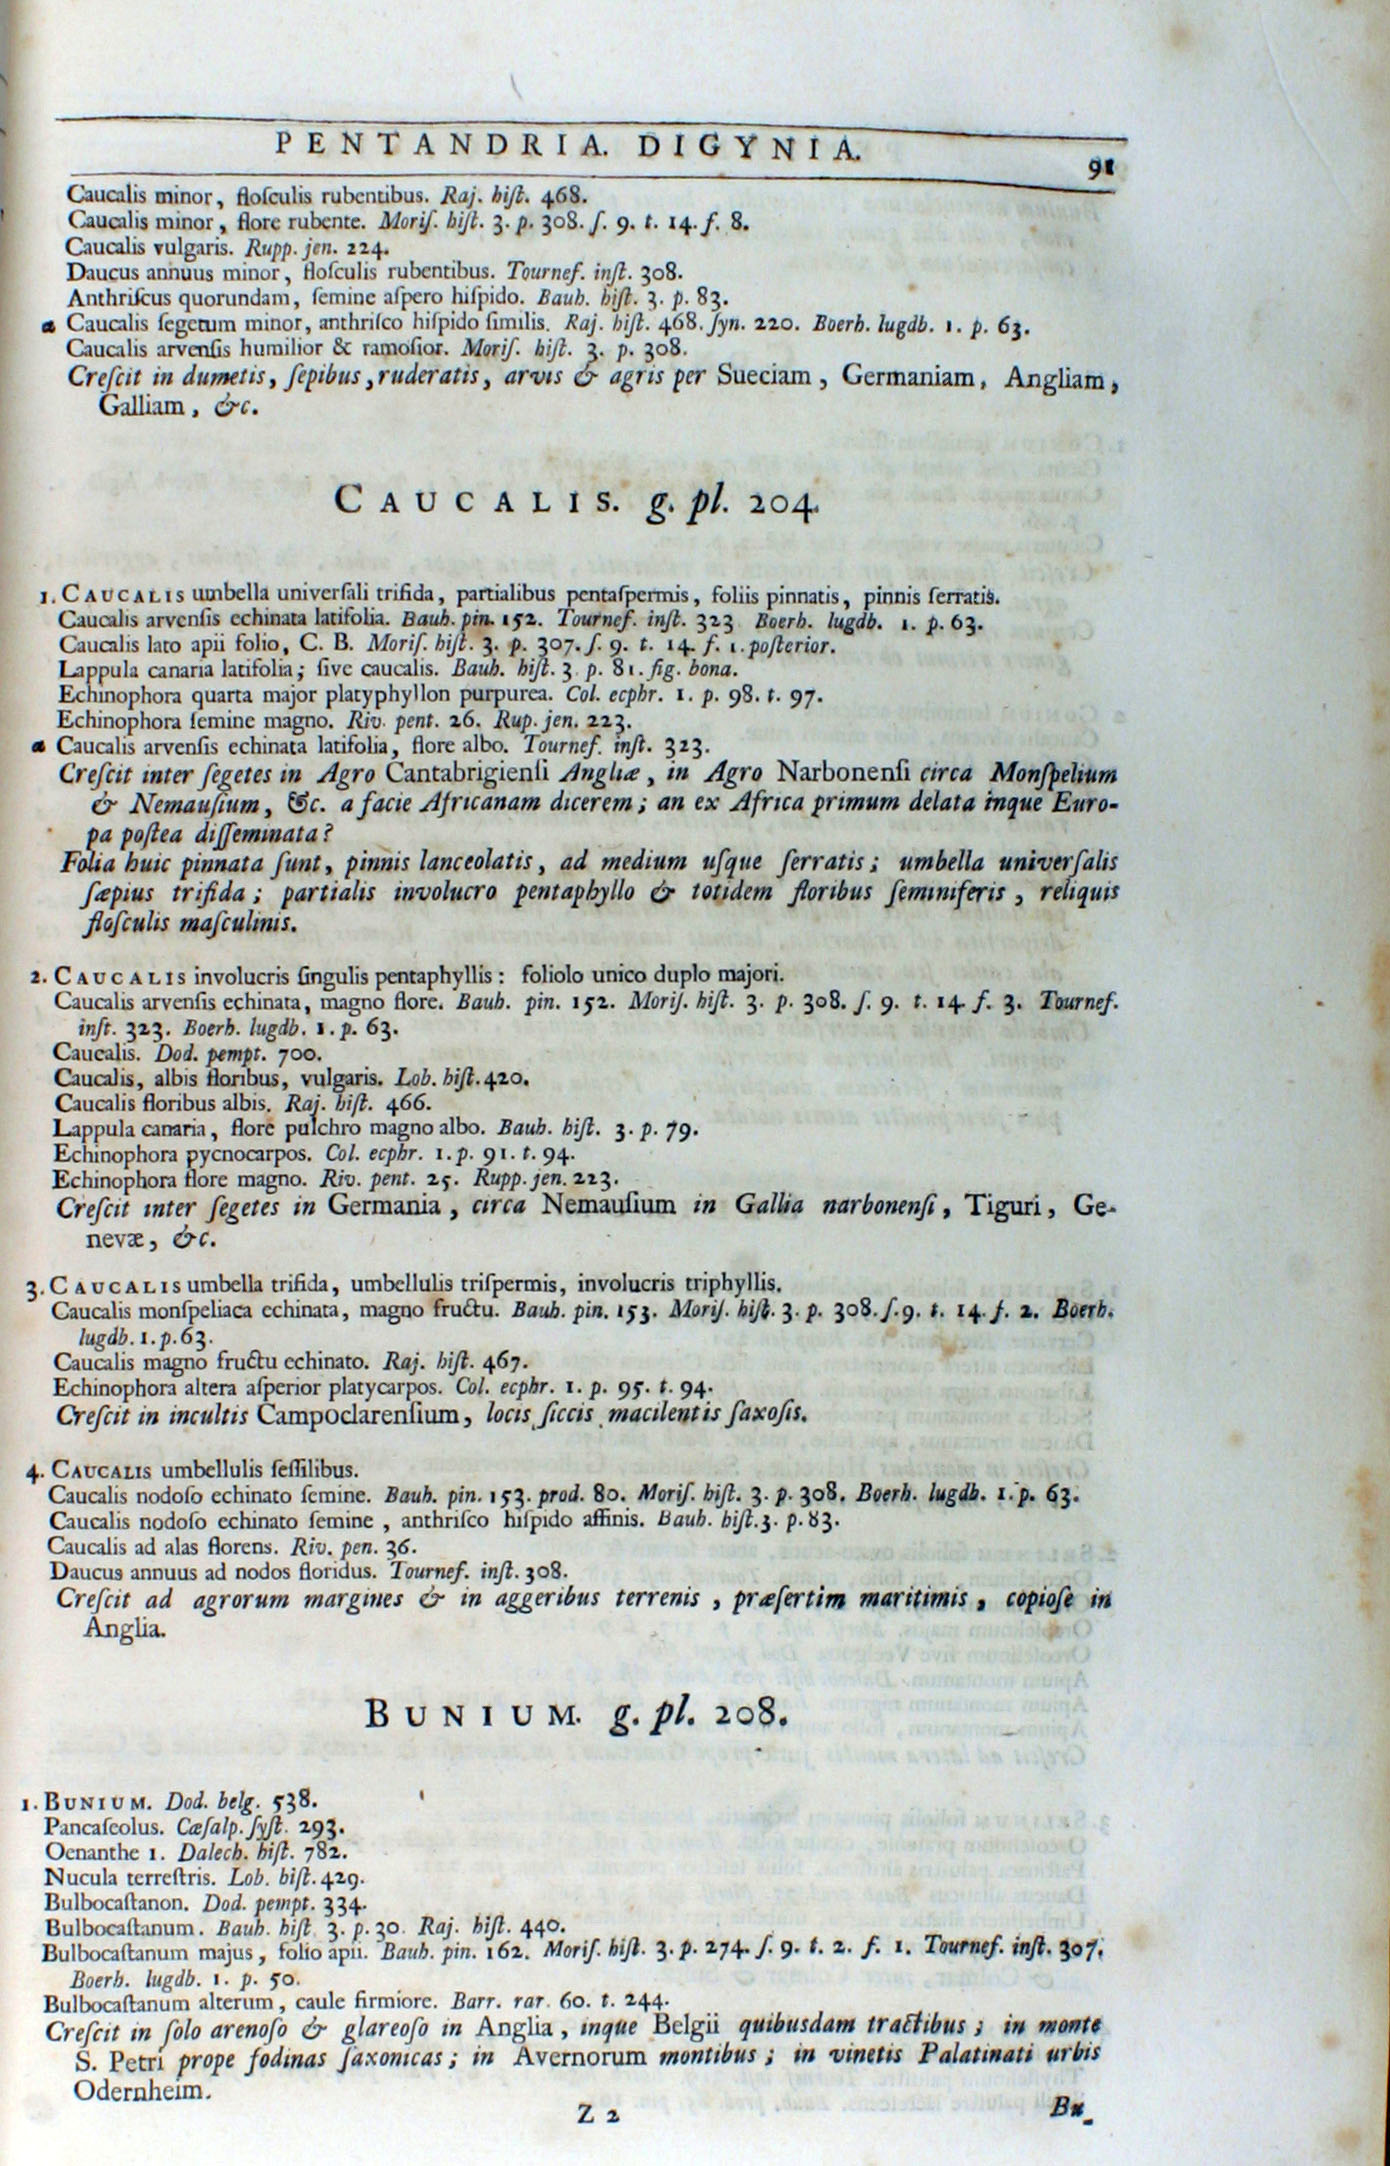 PENTANDRIA. DIGYNIA. 91
Caucalis minor, floſculis rubentibus. Raj. hiſt. 468.
Caucalis minor, flore rubente. Moriſ. hiſt. 3. p. 308. ſ. 9. t. 14. f. 8.
Caucalis vulgaris. Rupp. jen. 224.
Daucus annuus minor, floſculis rubentibus. Tournef. inſt. 308.
Anthriſcus quorundam, ſemine aſpero hiſpido. Bauh. hiſt. 3. p. 83.
α Caucalis ſegetum minor, anthriſco hiſpido ſimilis. Raj. hiſt. 468. ſyn. 220. Boerh. lugdb. 1. p. 63.
Caucalis arvenſis humilior & ramoſior. Moriſ. hiſt. 3. p. 308.
Creſcit in dumetis, ſepibus, ruderatis, arvis & agris per Sueciam, Germaniam, Angliam,
Galliam, &c.
CAUCALIS. g. pl. 204.
1. CAUCALIS umbella univerſali trifida, partialibus pentaſpermis, foliis pinnatis, pinnis ſerratis.
Caucalis arvenſis echinata latifolia. Bauh. pin. 152. Tournef. inſt. 323 Boerh. lugdb. 1. p. 63.
Caucalis lato apii folio, C. B. Moriſ. hiſt. 3. p. 307. ſ. 9. t. 14. f. 1. poſterior.
Lappula canaria latifolia; ſive caucalis. Bauh. hiſt. 3. p. 81. fig. bona.
Echinophora quarta major platyphyllon purpurea. Col. ecphr. 1. p. 98. t. 97.
Echinophora ſemine magno. Riv. pent. 26. Rup. jen. 223.
α Caucalis arvenſis echinata latifolia, flore albo. Tournef. inſt. 323.
Creſcit inter ſegetes in Agro Cantabrigienſi Angliæ, in Agro Narbonenſi circa Monſpelium
& Nemauſium, &c. a facie Africanam dicerem; an ex Africa primum delata inque Euro-
pa poſtea diſſeminata?
Folia huic pinnata ſunt, pinnis lanceolatis, ad medium uſque ſerratis; umbella univerſalis
ſæpius trifida; partialis involucro pentaphyllo & totidem floribus ſeminiferis, reliquis
floſculis maſculinis.
2. CAUCALIS involucris ſingulis pentaphyllis: foliolo unico duplo majori.
Caucalis arvenſis echinata, magno flore. Bauh. pin. 152. Moriſ. hiſt. 3. p. 308. ſ. 9. t. 14. f. 3. Tournef.
inſt. 323. Boerh. lugdb. 1. p. 63.
Caucalis. Dod. pempt. 700.
Caucalis, albis floribus, vulgaris. Lob. hiſt. 420.
Caucalis floribus albis. Raj. hiſt. 466.
Lappula canaria, flore pulchro magno albo. Bauh. hiſt. 3. p. 79.
Echinophora pycnocarpos. Col. ecphr. 1. p. 91. t. 94.
Echinophora flore magno. Riv. pent. 25. Rupp. jen. 223.
Creſcit inter ſegetes in Germania, circa Nemauſium in Gallia narbonenſi, Tiguri, Ge-
nevæ, &c.
3. CAUCALIS umbella trifida, umbellulis triſpermis, involucris triphyllis.
Caucalis monſpeliaca echinata, magno fructu. Bauh. pin. 153. Moriſ. hiſt. 3. p. 308. ſ. 9. t. 14. f. 2. Boerh.
lugdb. 1. p. 63.
Caucalis magno fructu echinato. Raj. hiſt. 467.
Echinophora altera aſperior platycarpos. Col. ecphr. 1. p. 95. t. 94.
Creſcit in incultis Campoclarenſium, locis ſiccis macilentis ſaxoſis.
4. CAUCALIS umbellulis ſeſſilibus.
Caucalis nodoſo echinato ſemine. Bauh. pin. 153. prod. 80. Moriſ. hiſt. 3. p. 308. Boerh. lugdb. 1. p. 63.
Caucalis nodoſo echinato ſemine, anthriſco hiſpido affinis. Bauh. hiſt. 3. p. 83.
Caucalis ad alas florens. Riv. pen. 36.
Daucus annuus ad nodos floridus. Tournef. inſt. 308.
Creſcit ad agrorum margines & in aggeribus terrenis, præſertim maritimis, copioſe in
Anglia.
BUNIUM. g. pl. 208.
1. BUNIUM. Dod. belg. 538.
Pancaſeolus. Cæſalp. ſyſt. 293.
Oenanthe 1. Dalech. hiſt. 782.
Nucula terreſtris. Lob. hiſt. 429.
Bulbocaſtanon. Dod. pempt. 334.
Bulbocaſtanum. Bauh. hiſt 3. p. 30. Raj. hiſt. 440.
Bulbocaſtanum majus, folio apii. Bauh. pin. 162. Moriſ. hiſt. 3. p. 274. ſ. 9. t. 2. f. 1. Tournef. inſt. 307.
Boerh. lugdb. 1. p. 50.
Bulbocaſtanum alterum, caule firmiore. Barr. rar. 60. t. 244.
Creſcit in ſolo arenoſo & glareoſo in Anglia, inque Belgii quibusdam tractibus; in monte
S. Petri prope fodinas ſaxonicas; in Avernorum montibus; in vinetis Palatinati urbis
Odernheim.
Z 2 Bu-